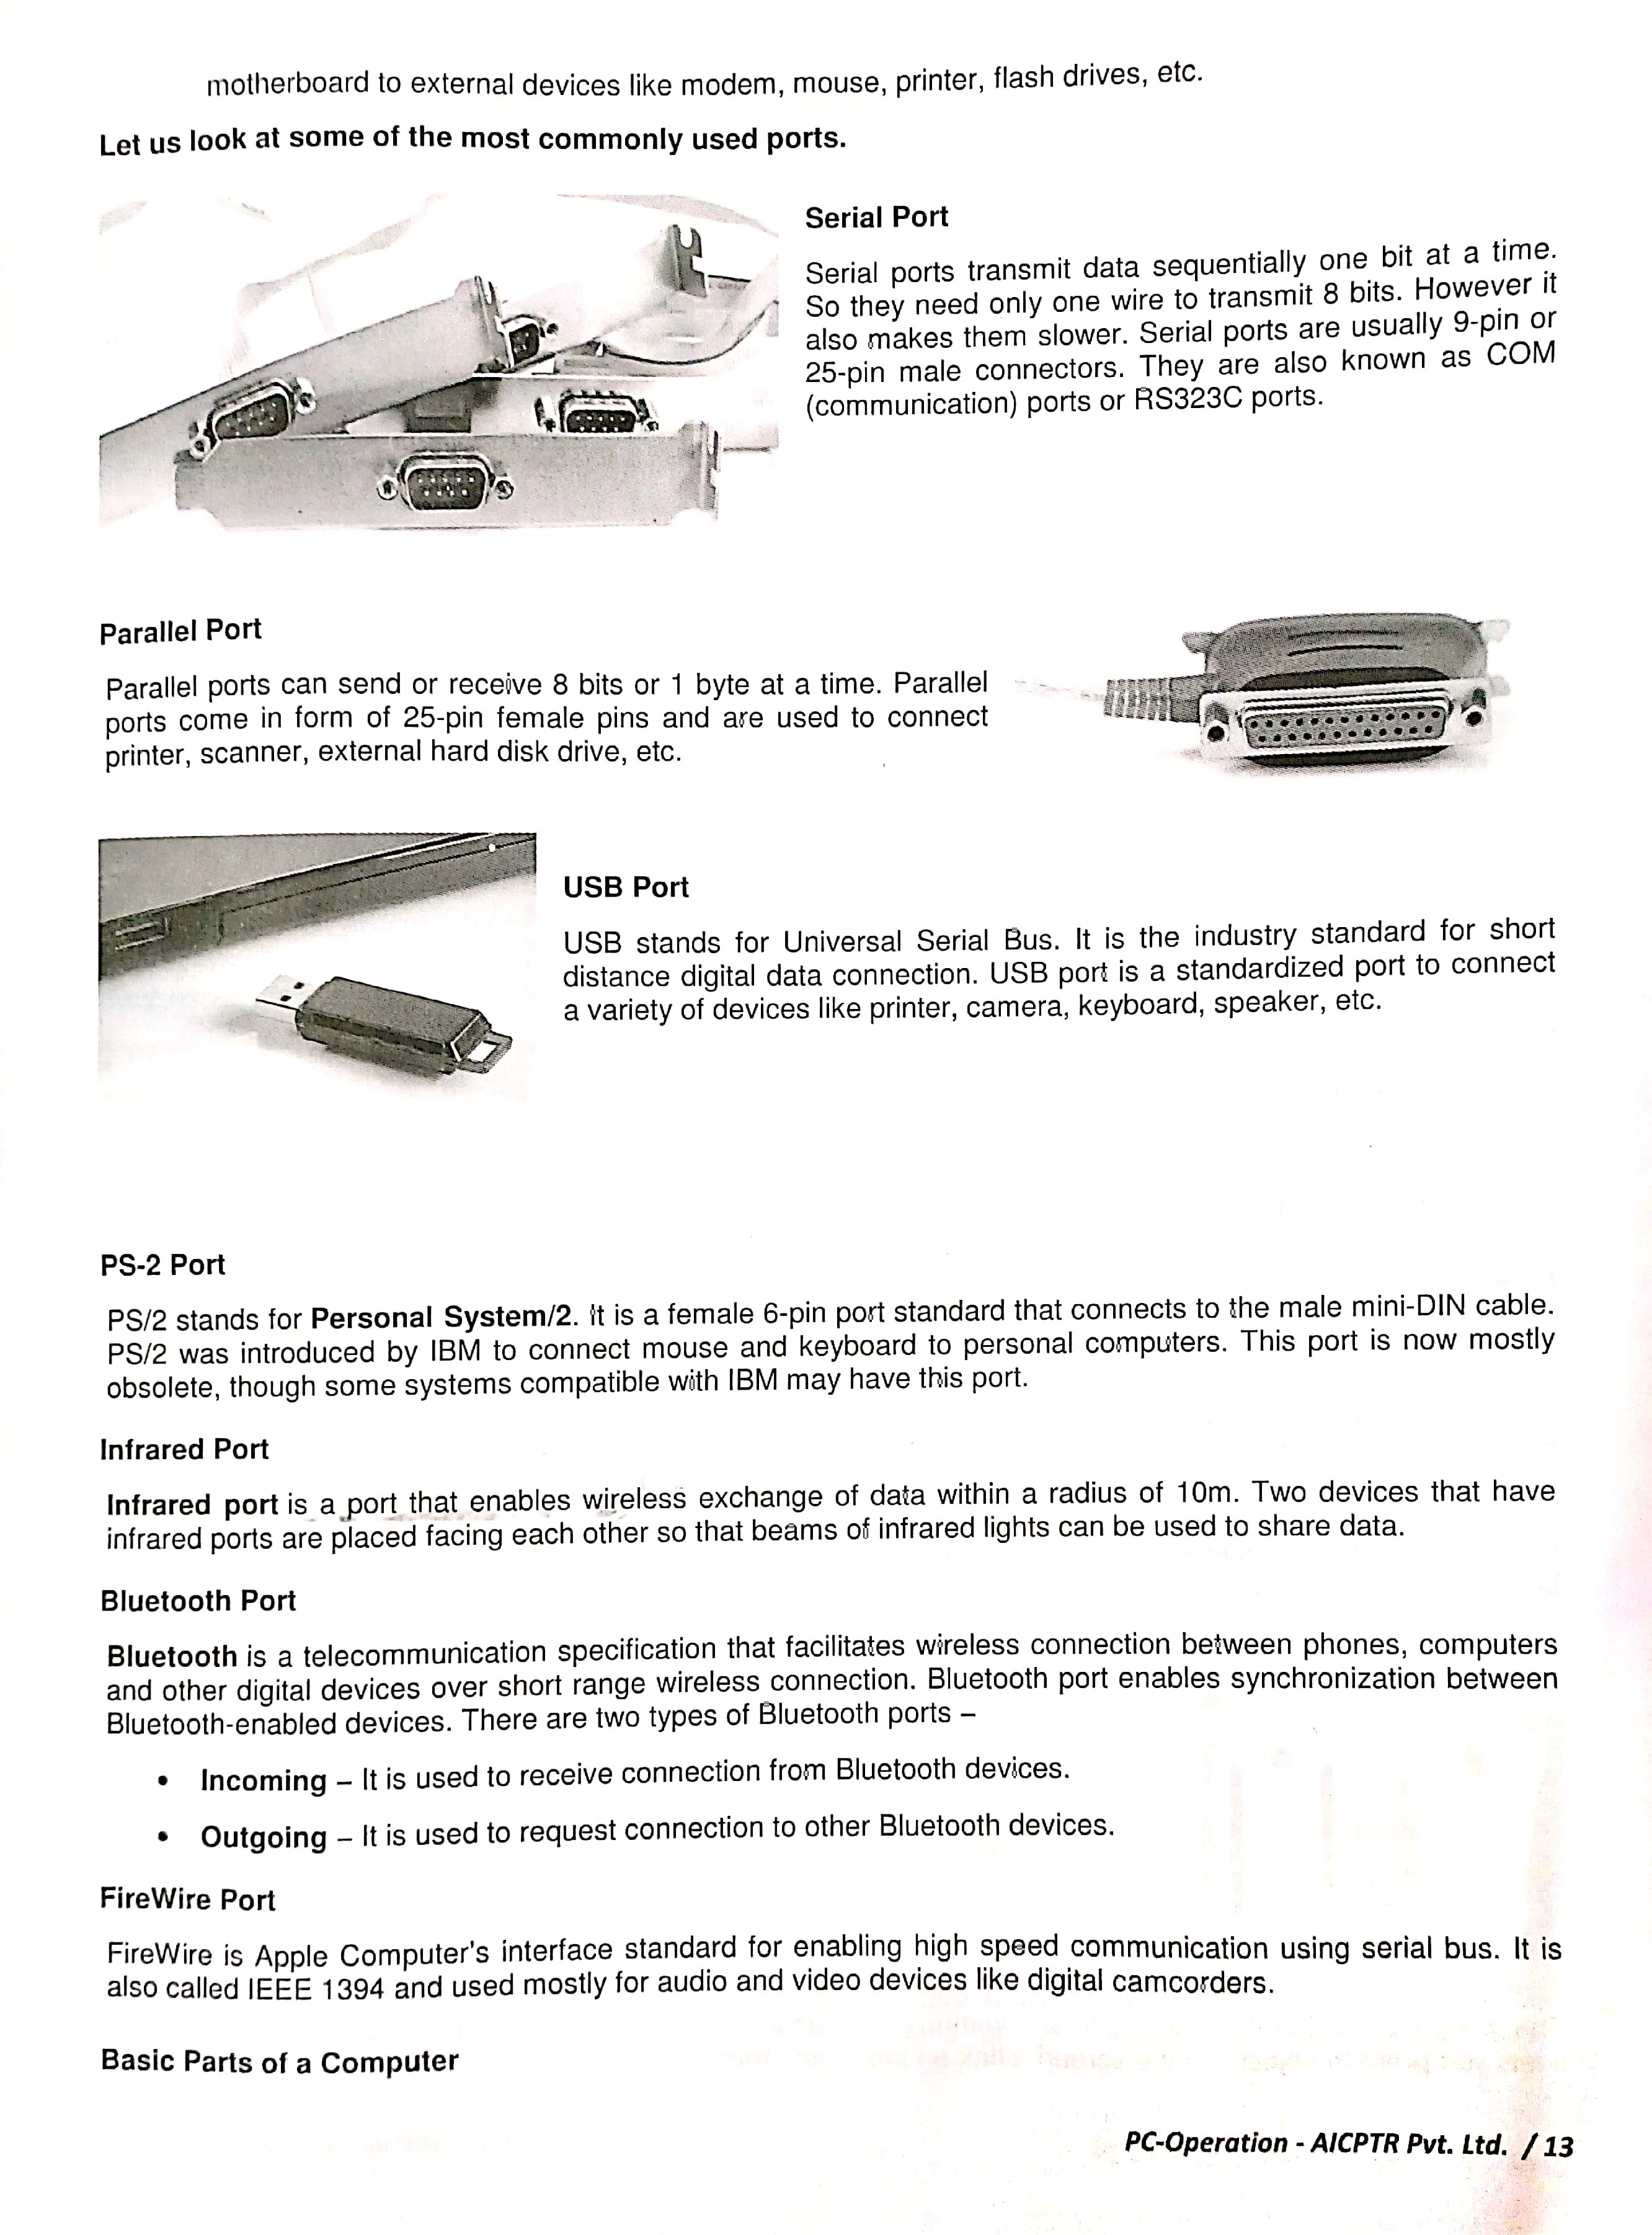 motherboard to external devices like modem, mouse, printer, flash drives, etc.
Let us look at some of the most commonly used ports.
Serial Port
Serial ports transmit data sequentially one bit at a time.
So they need only one wire to transmit 8 bits. However it
also makes them slower. Serial ports are usually 9-pin or
25-pin male connectors. They are also known as COM
(communication) ports or RS323C ports.
Parallel Port
Parallel ports can send or receive 8 bits or 1 byte at a time. Parallel
ports come in form of 25-pin female pins and are used to connect
printer, scanner, external hard disk drive, etc.
USB Port
USB stands for Universal Serial Bus. It is the industry standard for short
distance digital data connection. USB port is a standardized port to connect
a variety of devices like printer, camera, keyboard, speaker, etc.
PS-2 Port
PS/2 stands for Personal System/2. It is a female 6-pin port standard that connects to the male mini-DIN cable.
PS/2 was introduced by IBM to connect mouse and keyboard to personal computers. This port is now mostly
obsolete, though some systems compatible with IBM may have this port.
Infrared Port
Infrared port is a port that enables wireless exchange of data within a radius of 10m. Two devices that have
infrared ports are placed facing each other so that beams of infrared lights can be used to share data.
Bluetooth Port
Bluetooth is a telecommunication specification that facilitates wireless connection between phones, computers
and other digital devices over short range wireless connection. Bluetooth port enables synchronization between
Bluetooth-enabled devices. There are two types of Bluetooth ports –
• Incoming – It is used to receive connection from Bluetooth devices.
• Outgoing – It is used to request connection to other Bluetooth devices.
FireWire Port
FireWire is Apple Computer's interface standard for enabling high speed communication using serial bus. It is
also called IEEE 1394 and used mostly for audio and video devices like digital camcorders.
Basic Parts of a Computer
PC-Operation - AICPTR Pvt. Ltd. / 13